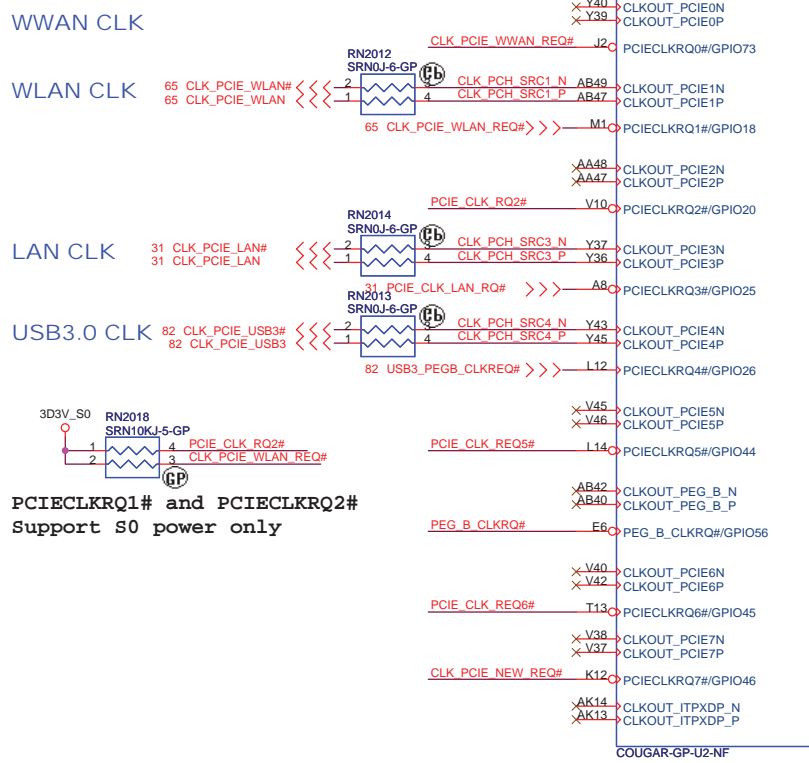 Y40 CLKOUT_PCIE0N
Y39 CLKOUT_PCIE0P
WWAN CLK
CLK_PCIE_WWAN_REQ# J2 PCIECLKRQ0#/GPIO73
RN2012
SRN0J-6-GP
WLAN CLK
65 CLK_PCIE_WLAN# 2 3 CLK_PCH_SRC1_N AB49 CLKOUT_PCIE1N
65 CLK_PCIE_WLAN 1 4 CLK_PCH_SRC1_P AB47 CLKOUT_PCIE1P
65 CLK_PCIE_WLAN_REQ# M1 PCIECLKRQ1#/GPIO18
AA48 CLKOUT_PCIE2N
AA47 CLKOUT_PCIE2P
PCIE_CLK_RQ2# V10 PCIECLKRQ2#/GPIO20
RN2014
SRN0J-6-GP
LAN CLK
31 CLK_PCIE_LAN# 2 3 CLK_PCH_SRC3_N Y37 CLKOUT_PCIE3N
31 CLK_PCIE_LAN 1 4 CLK_PCH_SRC3_P Y36 CLKOUT_PCIE3P
31 PCIE_CLK_LAN_RQ# A8 PCIECLKRQ3#/GPIO25
RN2013
SRN0J-6-GP
USB3.0 CLK
82 CLK_PCIE_USB3# 2 3 CLK_PCH_SRC4_N Y43 CLKOUT_PCIE4N
82 CLK_PCIE_USB3 1 4 CLK_PCH_SRC4_P Y45 CLKOUT_PCIE4P
82 USB3_PEGB_CLKREQ# L12 PCIECLKRQ4#/GPIO26
V45 CLKOUT_PCIE5N
V46 CLKOUT_PCIE5P
3D3V_S0 RN2018
SRN10KJ-5-GP
1 4 PCIE_CLK_RQ2#
2 3 CLK_PCIE_WLAN_REQ#
GP
PCIE_CLK_REQ5# L14 PCIECLKRQ5#/GPIO44
PCIECLKRQ1# and PCIECLKRQ2#
Support S0 power only
AB42 CLKOUT_PEG_B_N
AB40 CLKOUT_PEG_B_P
PEG_B_CLKRQ# E6 PEG_B_CLKRQ#/GPIO56
V40 CLKOUT_PCIE6N
V42 CLKOUT_PCIE6P
PCIE_CLK_REQ6# T13 PCIECLKRQ6#/GPIO45
V38 CLKOUT_PCIE7N
V37 CLKOUT_PCIE7P
CLK_PCIE_NEW_REQ# K12 PCIECLKRQ7#/GPIO46
AK14 CLKOUT_ITPXDP_N
AK13 CLKOUT_ITPXDP_P
COUGAR-GP-U2-NF